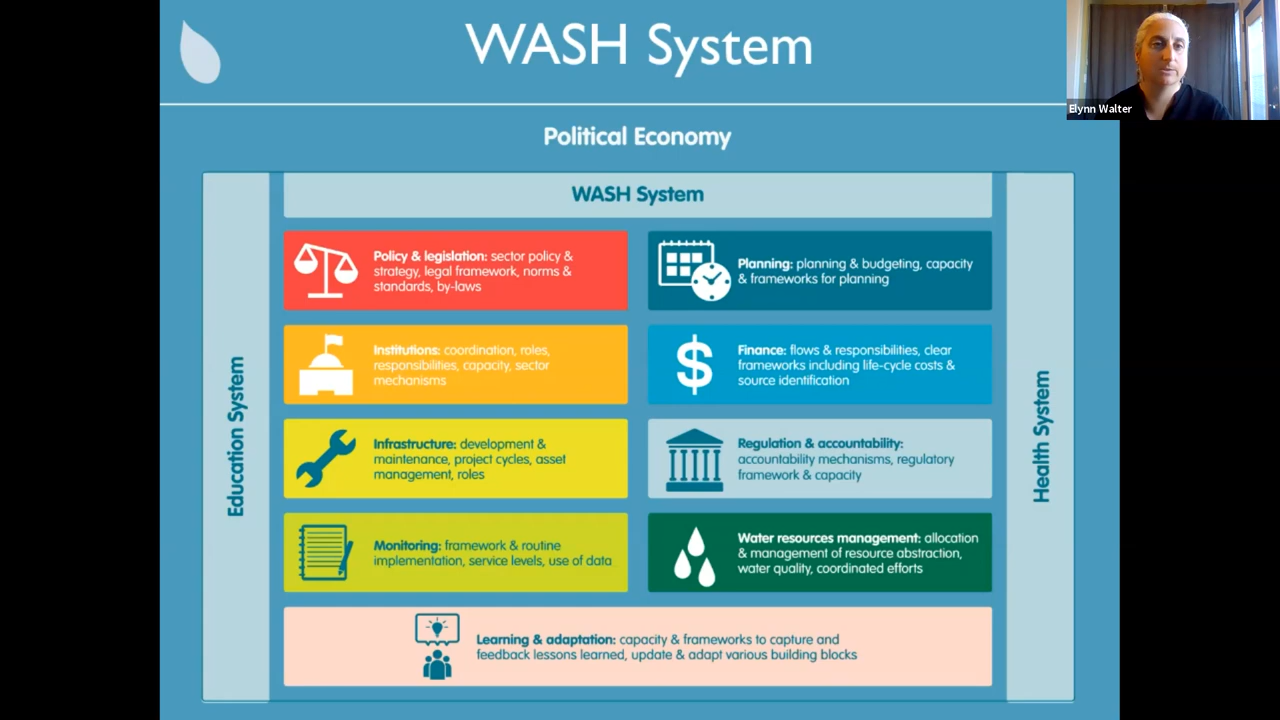 WASH System
Elynn Walter
Political Economy
WASH System
Education System
Policy & legislation: sector policy &
strategy, legal framework, norms &
standards, by-laws
Planning: planning & budgeting, capacity
& frameworks for planning
Institutions: coordination, roles,
responsibilities, capacity, sector
mechanisms
Finance: flows & responsibilities, clear
frameworks including life-cycle costs &
source identification
Infrastructure: development &
maintenance, project cycles, asset
management, roles
Regulation & accountability:
accountability mechanisms, regulatory
framework & capacity
Monitoring: framework & routine
implementation, service levels, use of data
Water resources management: allocation
& management of resource abstraction,
water quality, coordinated efforts
Learning & adaptation: capacity & frameworks to capture and
feedback lessons learned, update & adapt various building blocks
Health System